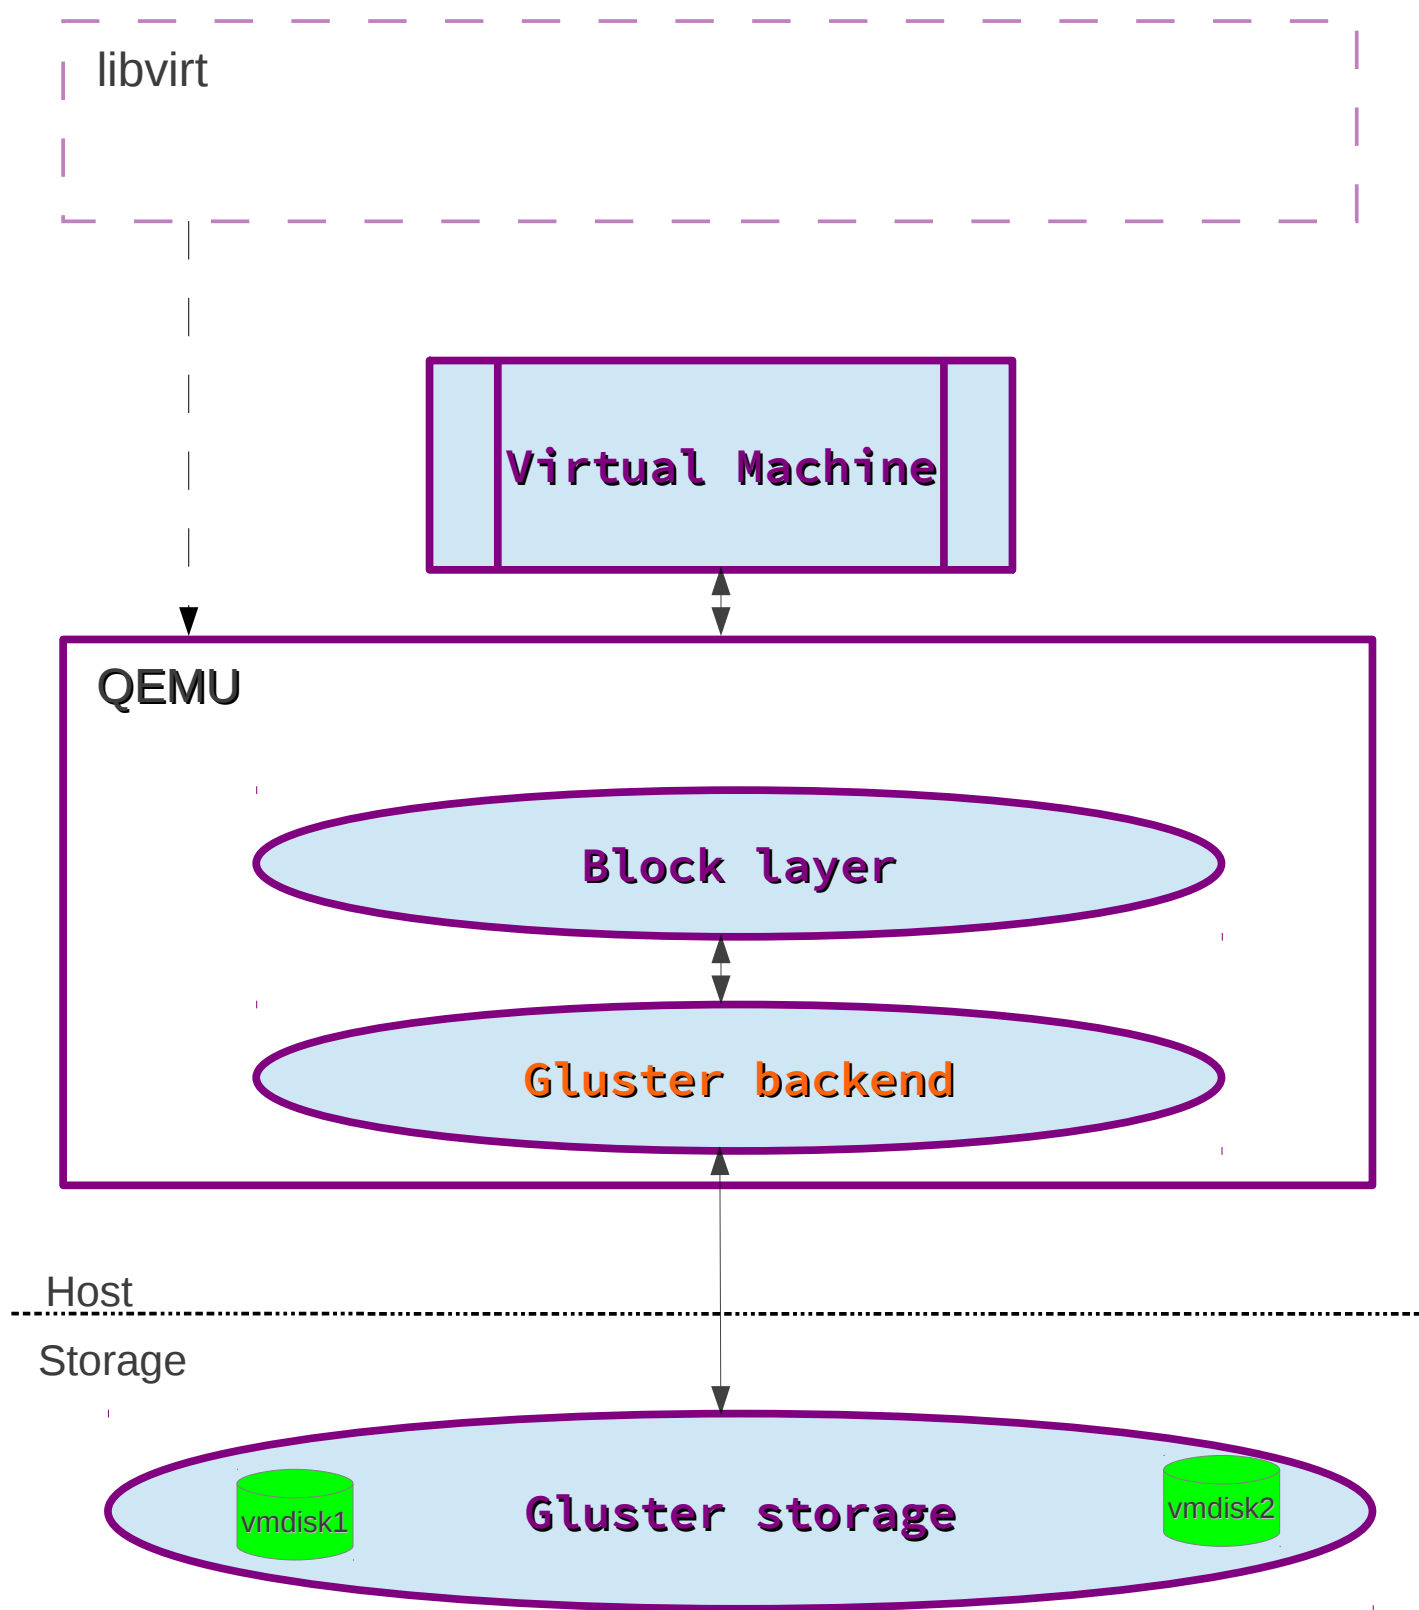 libvirt
Virtual Machine
QEMU
Block layer
Gluster backend
Host
Storage
vmdisk1
Gluster storage
vmdisk2